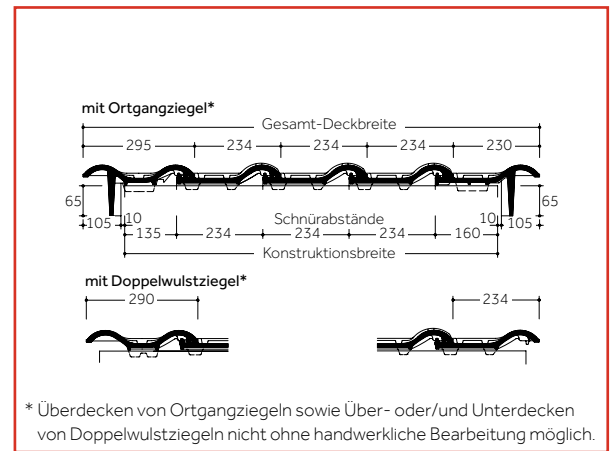 mit Ortgangziegel*
Gesamt-Deckbreite
295 234 234 234 230
65 65
105 10 Schnürabstände 10 105
135 234 234 234 160
Konstruktionsbreite
mit Doppelwulstziegel*
290 234
* Überdecken von Ortgangziegeln sowie Über- oder/und Unterdecken
von Doppelwulstziegeln nicht ohne handwerkliche Bearbeitung möglich.